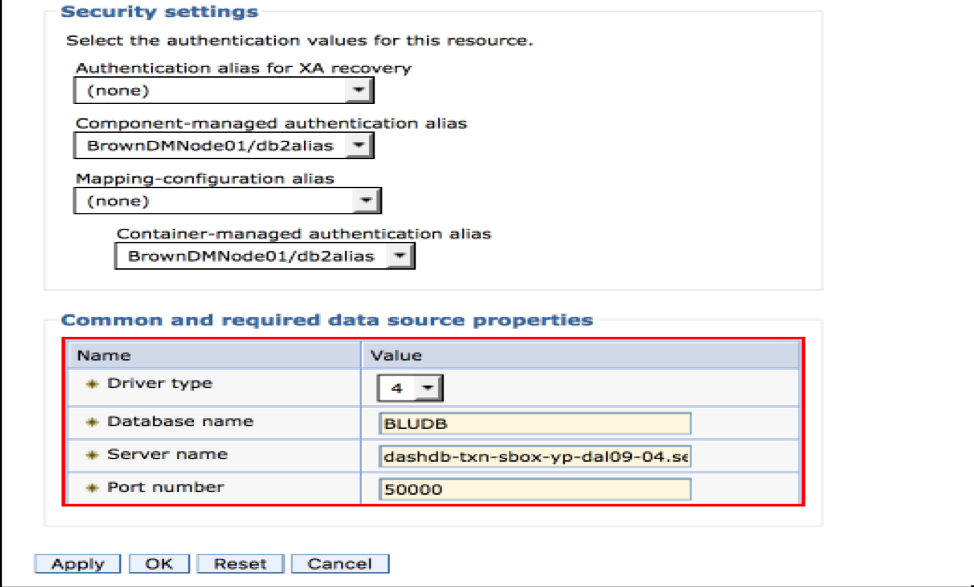 Security settings
Select the authentication values for this resource.
Authentication alias for XA recovery
(none)
Component-managed authentication alias
BrownDMNode01/db2alias
Mapping-configuration alias
(none)
Container-managed authentication alias
BrownDMNode01/db2alias
Common and required data source properties
Name Value
Driver type 4
Database name BLUDB
Server name dashdb-txn-sbox-yp-dal09-04.se
Port number 50000
Apply OK Reset Cancel